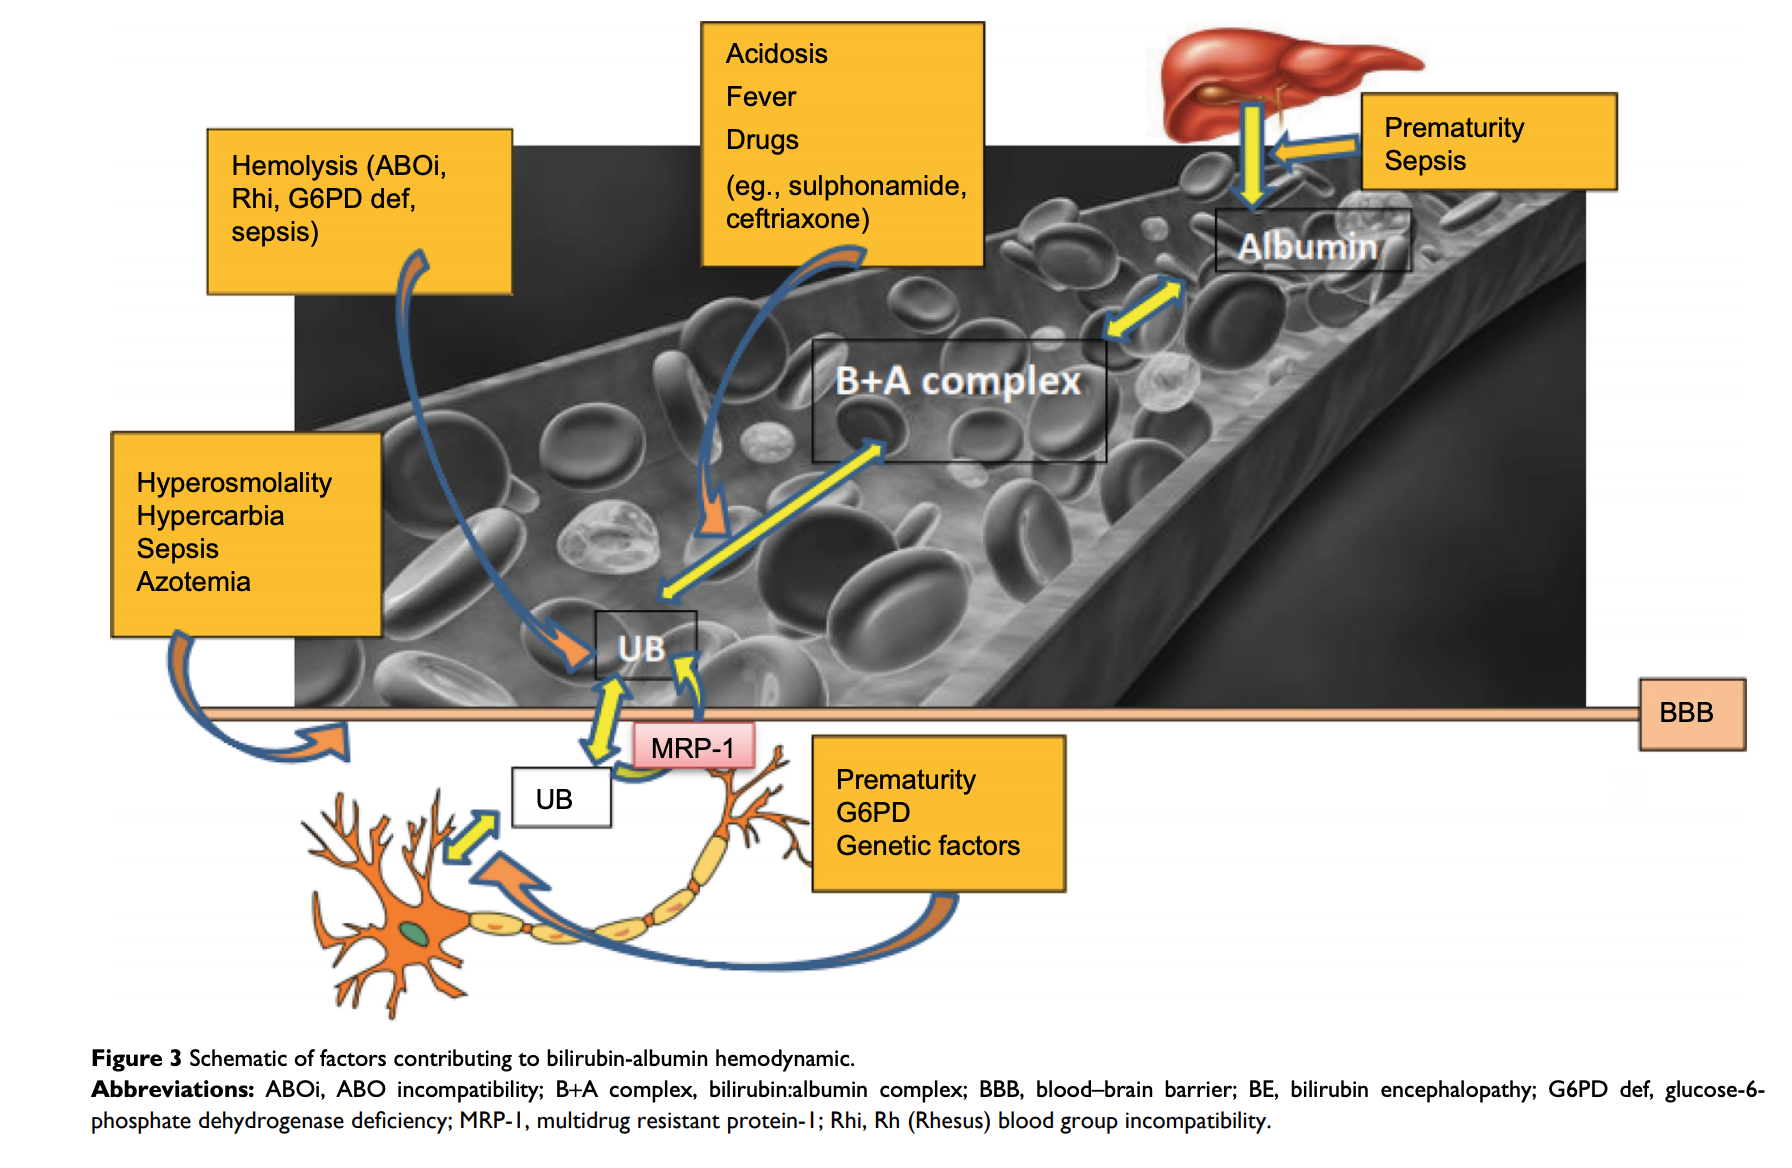 Acidosis
Fever
Drugs
(eg., sulphonamide,
ceftriaxone)
Prematurity
Sepsis
Hemolysis (ABOi,
Rhi, G6PD def,
sepsis)
Albumin
B+A complex
Hyperosmolality
Hypercarbia
Sepsis
Azotemia
UB
BBB
MRP-1
UB
Prematurity
G6PD
Genetic factors
Figure 3 Schematic of factors contributing to bilirubin-albumin hemodynamic.
Abbreviations: ABOi, ABO incompatibility; B+A complex, bilirubin:albumin complex; BBB, blood–brain barrier; BE, bilirubin encephalopathy; G6PD def, glucose-6-
phosphate dehydrogenase deficiency; MRP-1, multidrug resistant protein-1; Rhi, Rh (Rhesus) blood group incompatibility.